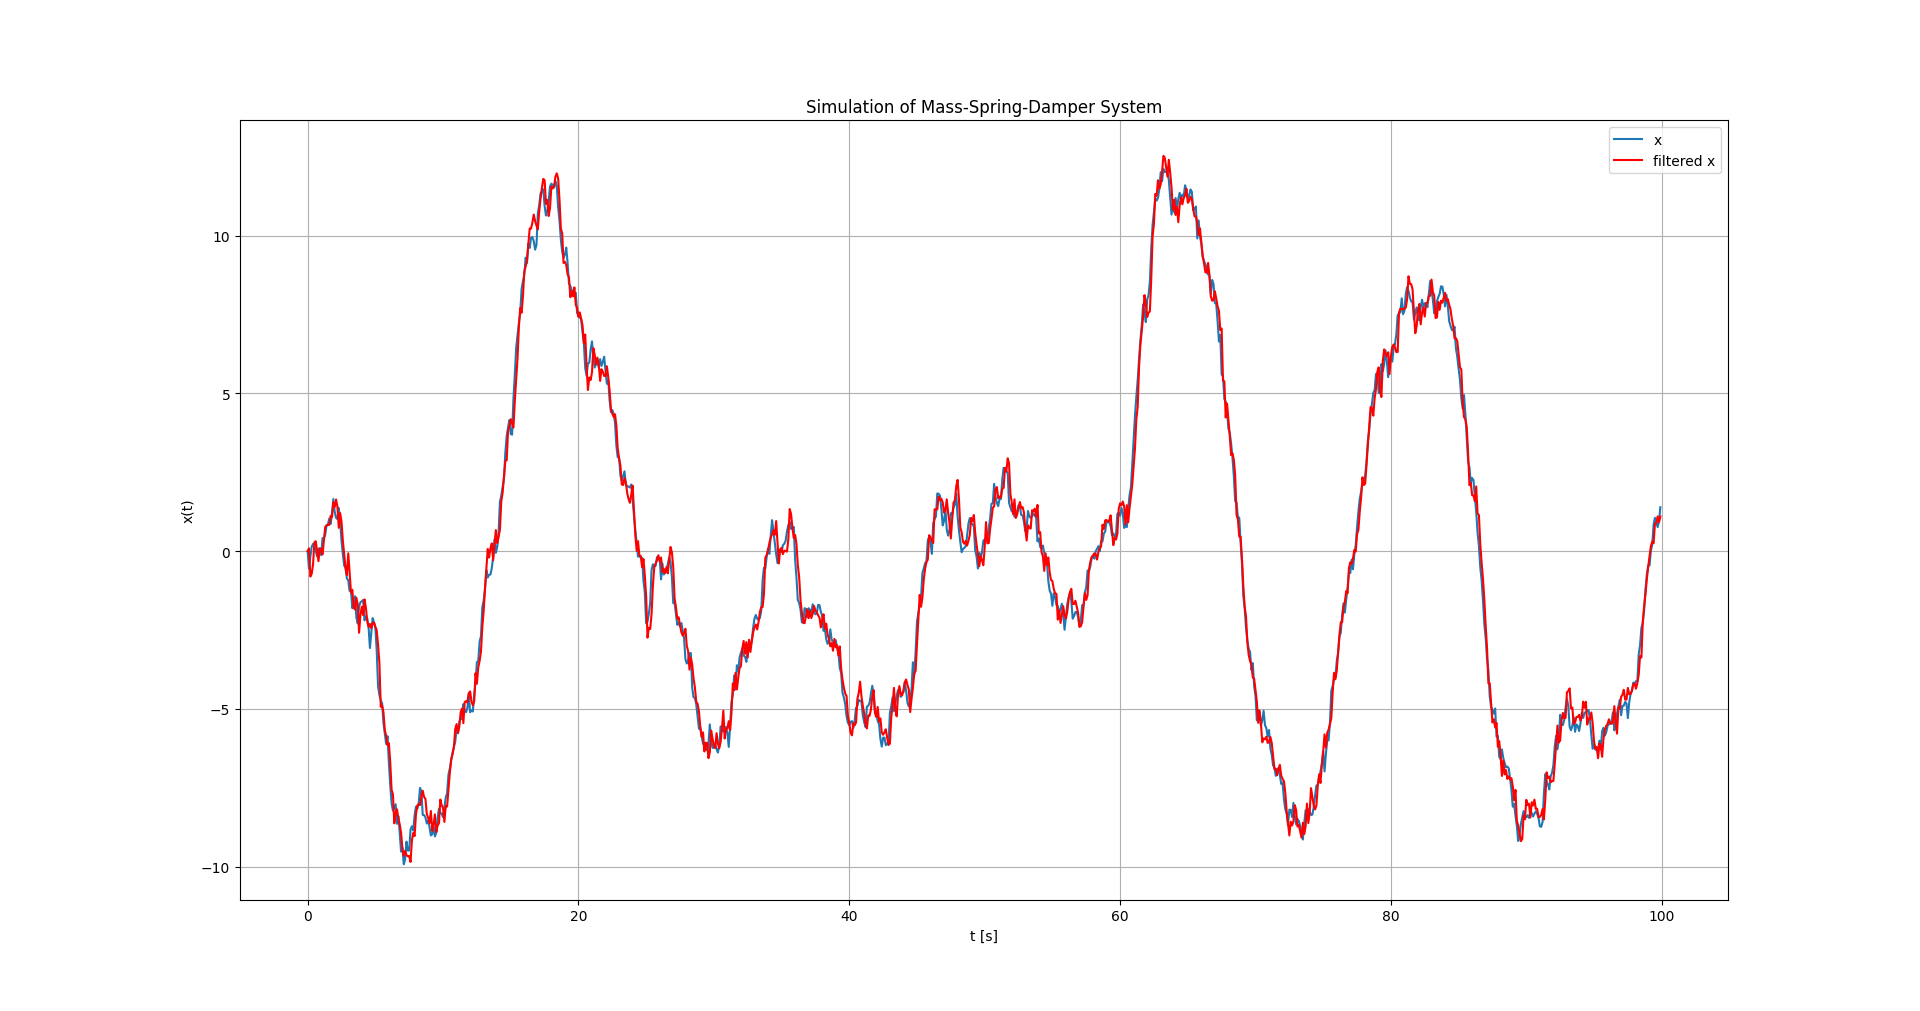 Simulation of Mass-Spring-Damper System
x
filtered x
10
5
0
−5
−10
x(t)
0 20 40 60 80 100
t [s]